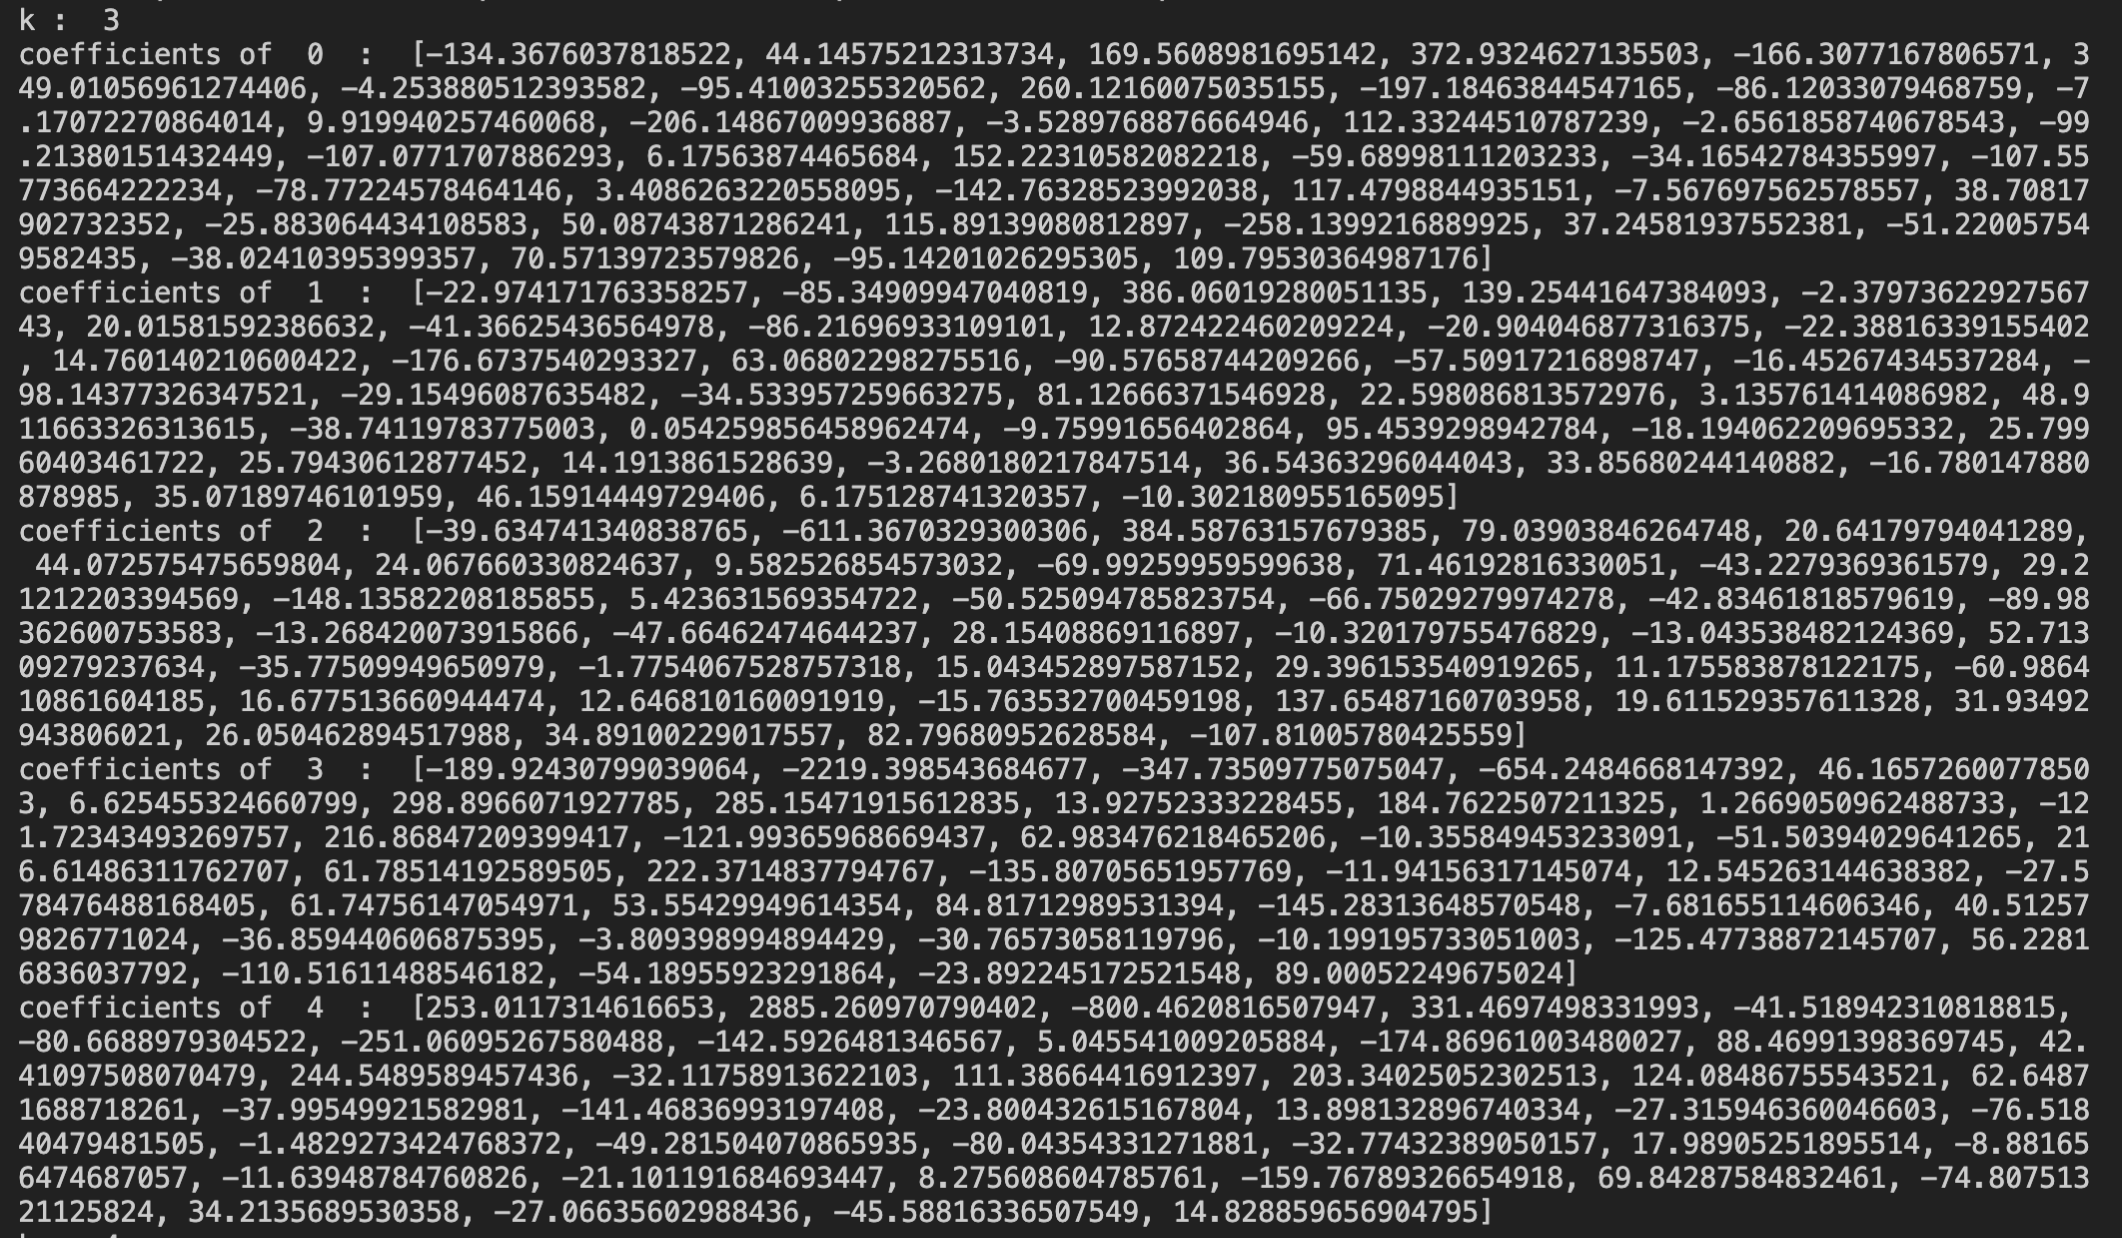 k :  3
coefficients of  0  :  [-134.3676037818522, 44.14575212313734, 169.5608981695142, 372.9324627135503, -166.3077167806571, 3
49.01056961274406, -4.253880512393582, -95.41003255320562, 260.12160075035155, -197.18463844547165, -86.12033079468759, -7
.17072270864014, 9.919940257460068, -206.14867009936887, -3.5289768876664946, 112.33244510787239, -2.6561858740678543, -99
.21380151432449, -107.0771707886293, 6.17563874465684, 152.22310582082218, -59.68998111203233, -34.16542784355997, -107.55
773664222234, -78.77224578464146, 3.4086263220558095, -142.76328523992038, 117.4798844935151, -7.567697562578557, 38.70817
902732352, -25.883064434108583, 50.08743871286241, 115.89139080812897, -258.1399216889925, 37.24581937552381, -51.22005754
9582435, -38.02410395399357, 70.57139723579826, -95.14201026295305, 109.79530364987176]
coefficients of  1  :  [-22.974171763358257, -85.34909947040819, 386.06019280051135, 139.25441647384093, -2.37973622927567
43, 20.01581592386632, -41.36625436564978, -86.21696933109101, 12.872422460209224, -20.904046877316375, -22.38816339155402
, 14.760140210600422, -176.6737540293327, 63.06802298275516, -90.57658744209266, -57.50917216898747, -16.45267434537284, -
98.14377326347521, -29.15496087635482, -34.533957259663275, 81.12666371546928, 22.598086813572976, 3.135761414086982, 48.9
11663326313615, -38.74119783775003, 0.054259856458962474, -9.75991656402864, 95.4539298942784, -18.194062209695332, 25.799
60403461722, 25.79430612877452, 14.1913861528639, -3.2680180217847514, 36.54363296044043, 33.85680244140882, -16.780147880
878985, 35.07189746101959, 46.15914449729406, 6.175128741320357, -10.302180955165095]
coefficients of  2  :  [-39.634741340838765, -611.3670329300306, 384.58763157679385, 79.03903846264748, 20.64179794041289,
 44.072575475659804, 24.067660330824637, 9.582526854573032, -69.99259959599638, 71.46192816330051, -43.2279369361579, 29.2
1212203394569, -148.13582208185855, 5.423631569354722, -50.525094785823754, -66.75029279974278, -42.83461818579619, -89.98
362600753583, -13.268420073915866, -47.66462474644237, 28.15408869116897, -10.320179755476829, -13.043538482124369, 52.713
09279237634, -35.77509949650979, -1.7754067528757318, 15.043452897587152, 29.396153540919265, 11.175583878122175, -60.9864
10861604185, 16.677513660944474, 12.646810160091919, -15.763532700459198, 137.65487160703958, 19.611529357611328, 31.93492
943806021, 26.050462894517988, 34.89100229017557, 82.79680952628584, -107.81005780425559]
coefficients of  3  :  [-189.92430799039064, -2219.398543684677, -347.73509775075047, -654.2484668147392, 46.1657260077850
3, 6.625455324660799, 298.8966071927785, 285.15471915612835, 13.92752333228455, 184.7622507211325, 1.2669050962488733, -12
1.72343493269757, 216.86847209399417, -121.99365968669437, 62.983476218465206, -10.355849453233091, -51.50394029641265, 21
6.61486311762707, 61.78514192589505, 222.3714837794767, -135.80705651957769, -11.94156317145074, 12.545263144638382, -27.5
78476488168405, 61.74756147054971, 53.55429949614354, 84.81712989531394, -145.28313648570548, -7.681655114606346, 40.51257
9826771024, -36.859440606875395, -3.809398994894429, -30.76573058119796, -10.199195733051003, -125.47738872145707, 56.2281
6836037792, -110.51611488546182, -54.18955923291864, -23.892245172521548, 89.00052249675024]
coefficients of  4  :  [253.0117314616653, 2885.260970790402, -800.4620816507947, 331.4697498331993, -41.518942310818815,
-80.6688979304522, -251.06095267580488, -142.5926481346567, 5.045541009205884, -174.86961003480027, 88.46991398369745, 42.
41097508070479, 244.5489589457436, -32.11758913622103, 111.38664416912397, 203.34025052302513, 124.08486755543521, 62.6487
1688718261, -37.99549921582981, -141.46836993197408, -23.800432615167804, 13.898132896740334, -27.315946360046603, -76.518
40479481505, -1.4829273424768372, -49.281504070865935, -80.04354331271881, -32.77432389050157, 17.98905251895514, -8.88165
6474687057, -11.63948784760826, -21.101191684693447, 8.275608604785761, -159.76789326654918, 69.84287584832461, -74.807513
21125824, 34.2135689530358, -27.06635602988436, -45.58816336507549, 14.828859656904795]